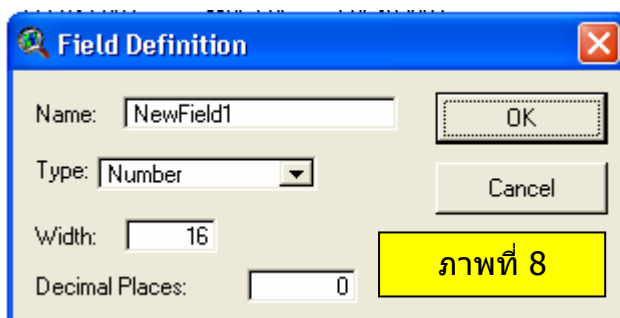 Field Definition
Name: NewField1
OK
Type: Number
Cancel
Width: 16
ภาพที่ 8
Decimal Places: 0